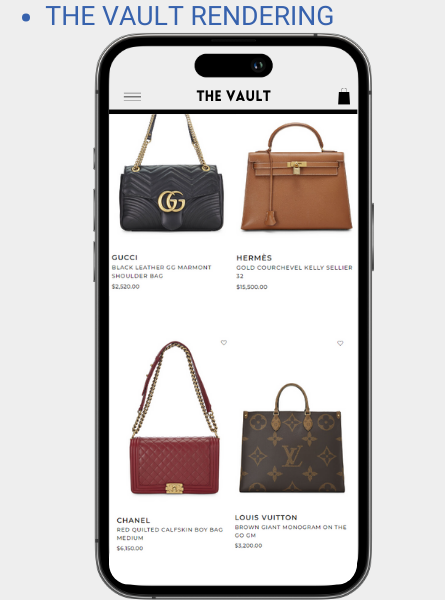 • THE VAULT RENDERING
THE VAULT
GUCCI
BLACK LEATHER GG MARMONT
SHOULDER BAG
$2,520.00
HERMÈS
GOLD COURCHEVEL KELLY SELLIER
32
$15,500.00
CHANEL
RED QUILTED CALFSKIN BOY BAG
MEDIUM
$6,150.00
LOUIS VUITTON
BROWN GIANT MONOGRAM ON THE
GO GM
$3,200.00